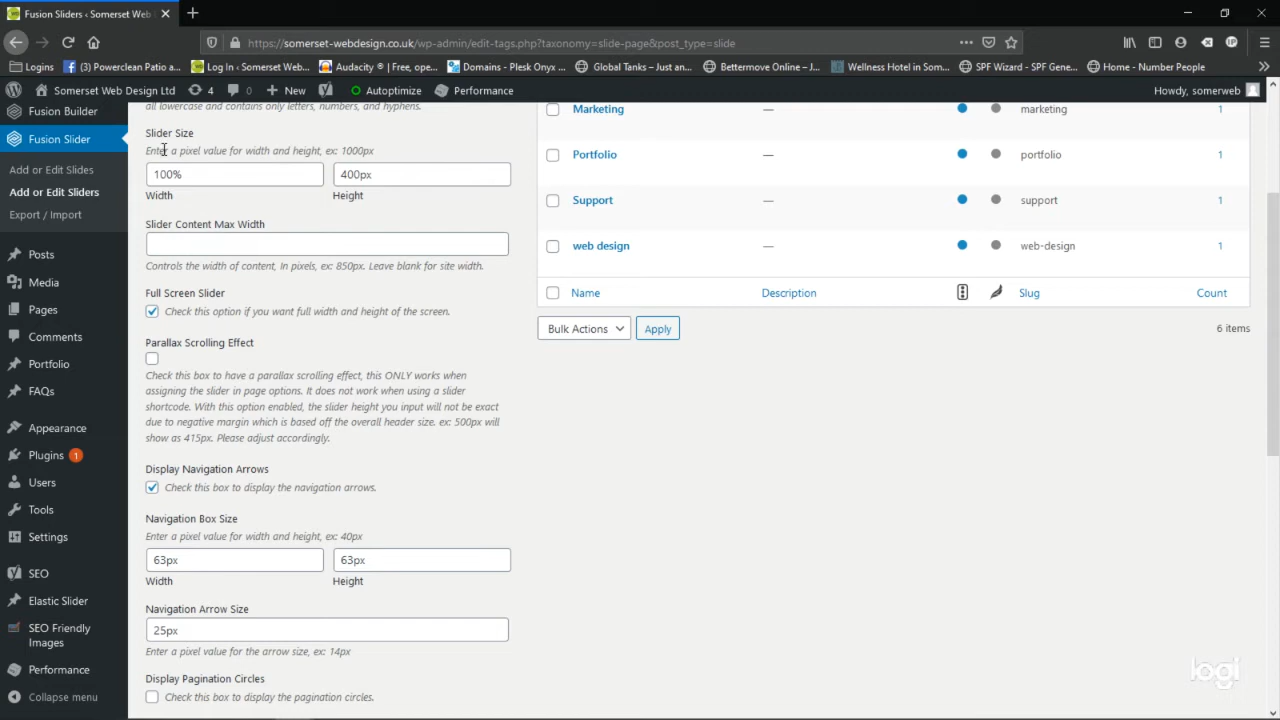 Fusion Sliders ‹ Somerset Web
https://somerset-webdesign.co.uk/wp-admin/edit-tags.php?taxonomy=slide-page&post_type=slide
Logins
(3) Powerclean Patio a...
Log In ‹ Somerset Web...
Audacity ® | Free, ope...
Domains - Plesk Onyx ...
Global Tanks – Just an...
Bettermove Online – J...
Wellness Hotel in Som...
SPF Wizard - SPF Gene...
Home - Number People
Somerset Web Design Ltd
4
0
New
Autoptimize
Performance
Howdy, somerweb
Fusion Builder
Fusion Slider
Add or Edit Slides
Add or Edit Sliders
Export / Import
Posts
Media
Pages
Comments
Portfolio
FAQs
Appearance
Plugins 1
Users
Tools
Settings
SEO
Elastic Slider
SEO Friendly
Images
Performance
Collapse menu
all lowercase and contains only letters, numbers, and hyphens.
Slider Size
Enter a pixel value for width and height, ex: 1000px
100% 400px
Width Height
Slider Content Max Width
Controls the width of content, In pixels, ex: 850px. Leave blank for site width.
Full Screen Slider
Check this option if you want full width and height of the screen.
Parallax Scrolling Effect
Check this box to have a parallax scrolling effect, this ONLY works when
assigning the slider in page options. It does not work when using a slider
shortcode. With this option enabled, the slider height you input will not be exact
due to negative margin which is based off the overall header size. ex: 500px will
show as 415px. Please adjust accordingly.
Display Navigation Arrows
Check this box to display the navigation arrows.
Navigation Box Size
Enter a pixel value for width and height, ex: 40px
63px 63px
Width Height
Navigation Arrow Size
25px
Enter a pixel value for the arrow size, ex: 14px
Display Pagination Circles
Check this box to display the pagination circles.
Marketing — marketing 1
Portfolio — portfolio 1
Support — support 1
web design — web-design 1
Name Description Slug Count
Bulk Actions Apply 6 items
logi